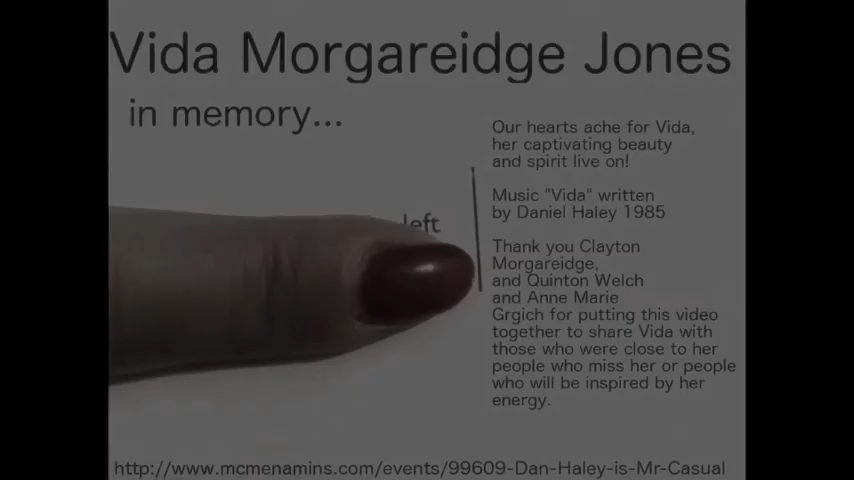 Vida Morgareidge Jones
in memory...
left
Our hearts ache for Vida,
her captivating beauty
and spirit live on!
Music "Vida" written
by Daniel Haley 1985
Thank you Clayton
Morgareidge,
and Quinton Welch
and Anne Marie
Grgich for putting this video
together to share Vida with
those who were close to her
people who miss her or people
who will be inspired by her
energy.
http://www.mcmenamins.com/events/99609-Dan-Haley-is-Mr-Casual